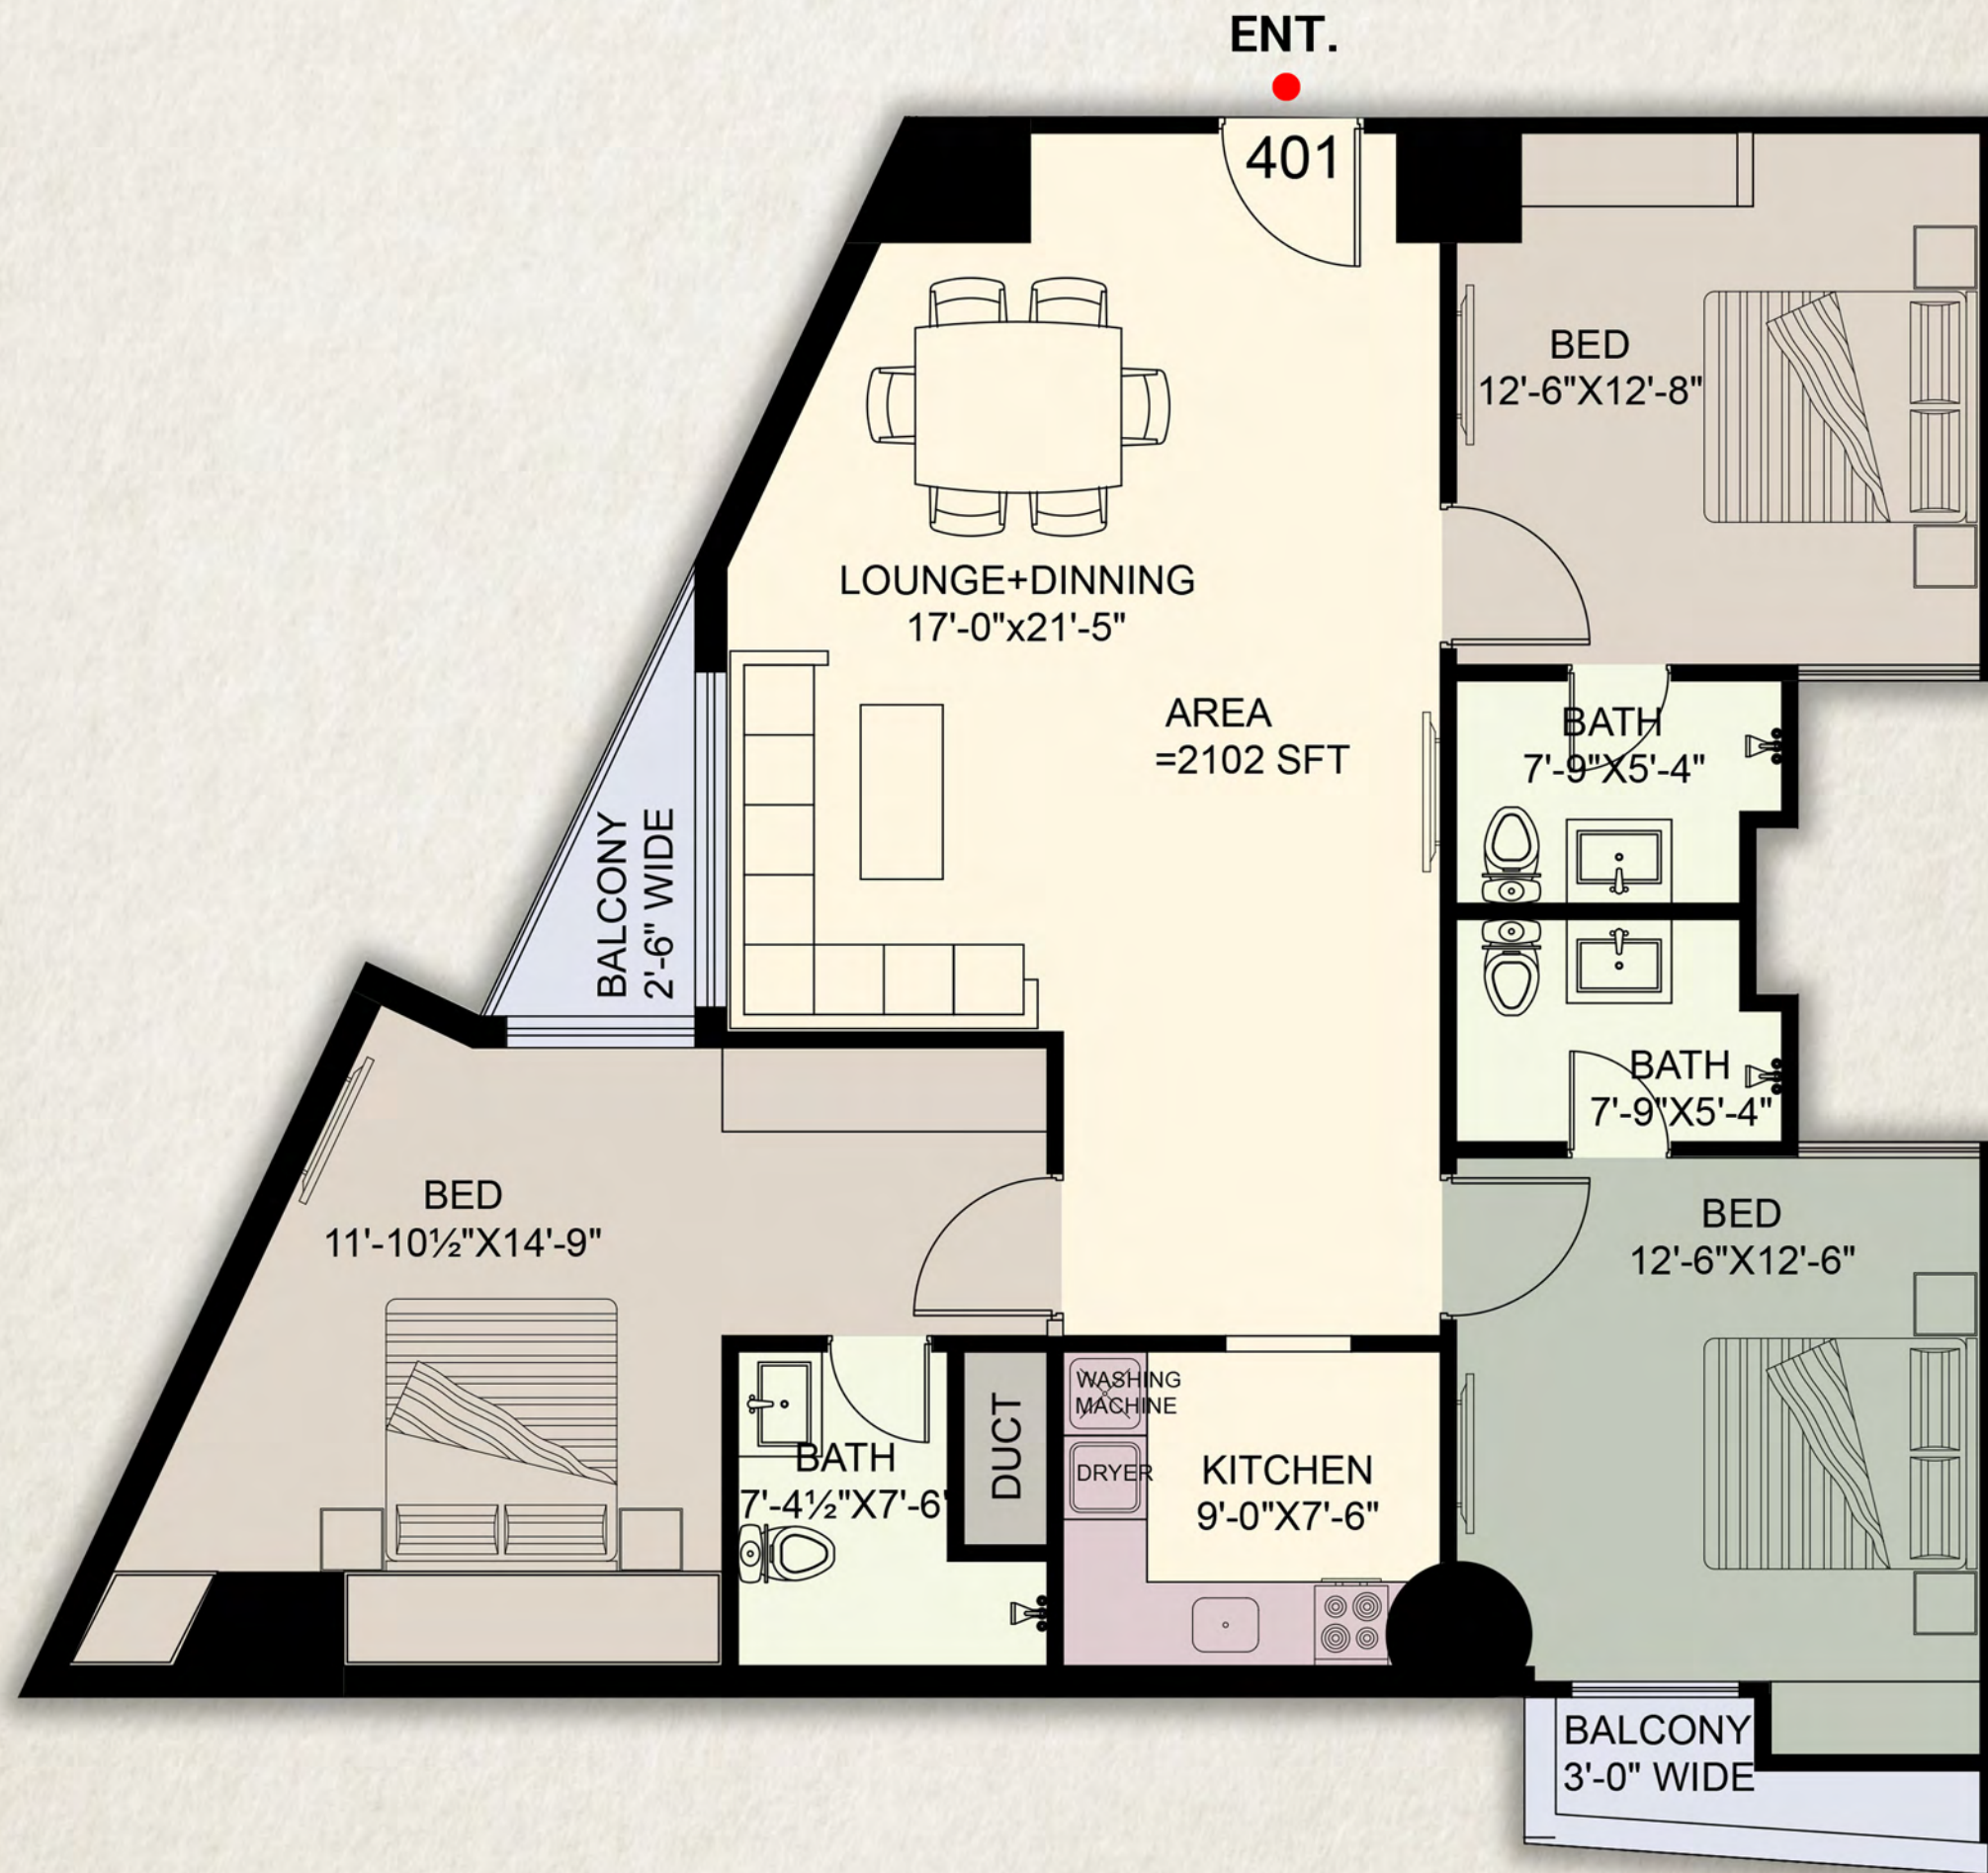 ENT.
401
BED
12'-6"X12'-8"
LOUNGE+DINNING
17'-0"x21'-5"
AREA
=2102 SFT
BATH
7'-9"X5'-4"
BALCONY
2'-6" WIDE
BATH
7'-9"X5'-4"
BED
11'-10½"X14'-9"
BED
12'-6"X12'-6"
WASHING
MACHINE
DRYER
DUCT
BATH
7'-4½"X7'-6'
KITCHEN
9'-0"X7'-6"
BALCONY
3'-0" WIDE